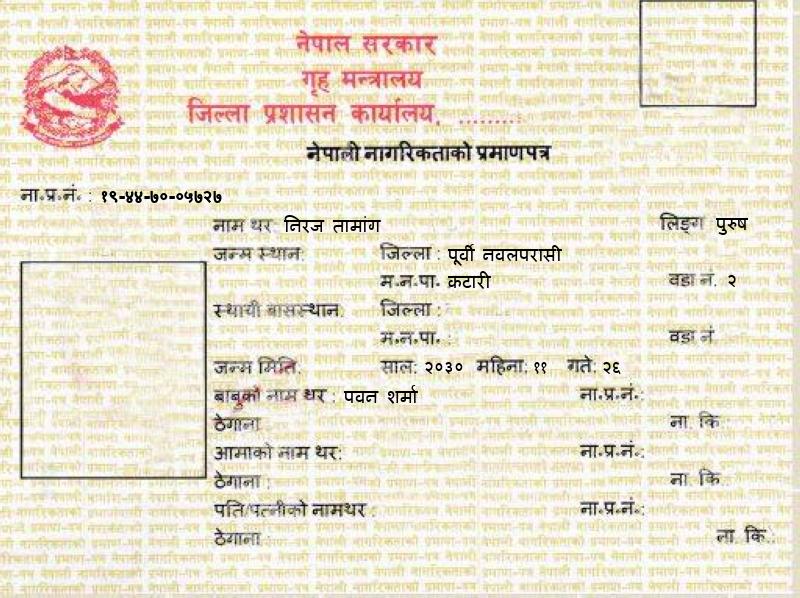 नेपाल सरकार
गृह मन्त्रालय
जिल्ला प्रशासन कार्यालय, ........
नेपाली नागरिकताको प्रमाणपत्र
ना.प्र.नं. : १९-४४-७०-०५७२७
नाम थर: निरज तामांग लिङ्ग पुरुष
जन्म स्थान: जिल्ला : पूर्वी नवलपरासी
म.न.पा. कटारी वडा नं. २
स्थायी बासस्थान: जिल्ला :
म.न.पा. : वडा नं.
जन्म मिति: साल: २०३० महिना: ११ गते: २६
बाबुको नाम थर : पवन शर्मा ना.प्र.नं.:
ठेगाना : ना. कि.:
आमाको नाम थर: ना.प्र.नं.:
ठेगाना : ना. कि.
पति/पत्नीको नामथर : ना.प्र.नं.:
ठेगाना : ना. कि.: